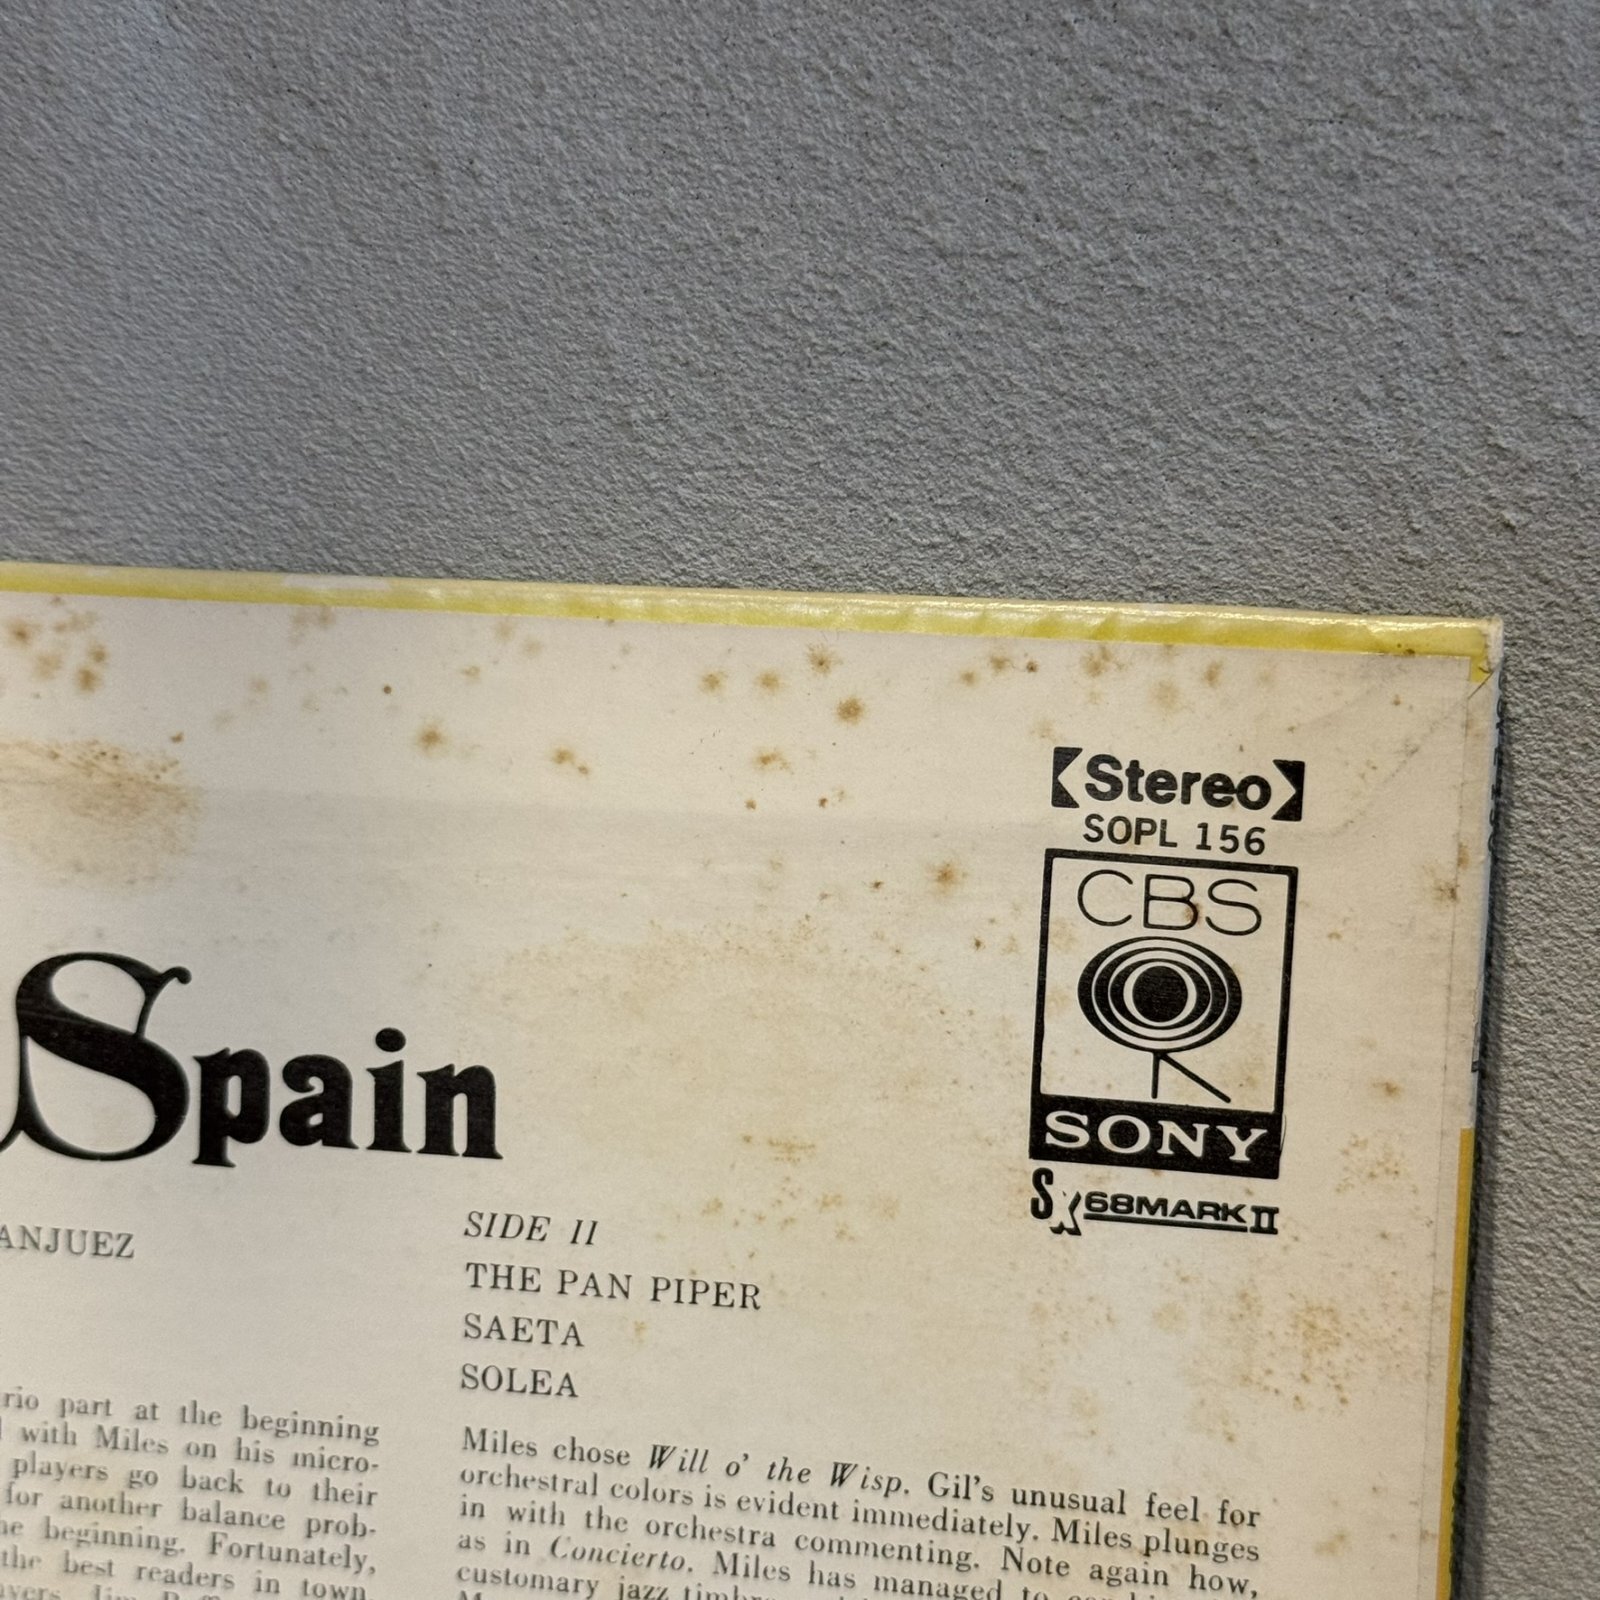 【Stereo】
SOPL 156
CBS
SONY
SX 68MARK II
Spain
ANJUEZ
rio part at the beginning
with Miles on his micro-
players go back to their
for another balance prob-
beginning. Fortunately,
the best readers in town.
SIDE II
THE PAN PIPER
SAETA
SOLEA
Miles chose Will o' the Wisp. Gil's unusual feel for
orchestral colors is evident immediately. Miles plunges
in with the orchestra commenting. Note again how,
as in Concierto. Miles has managed to
customary jazz